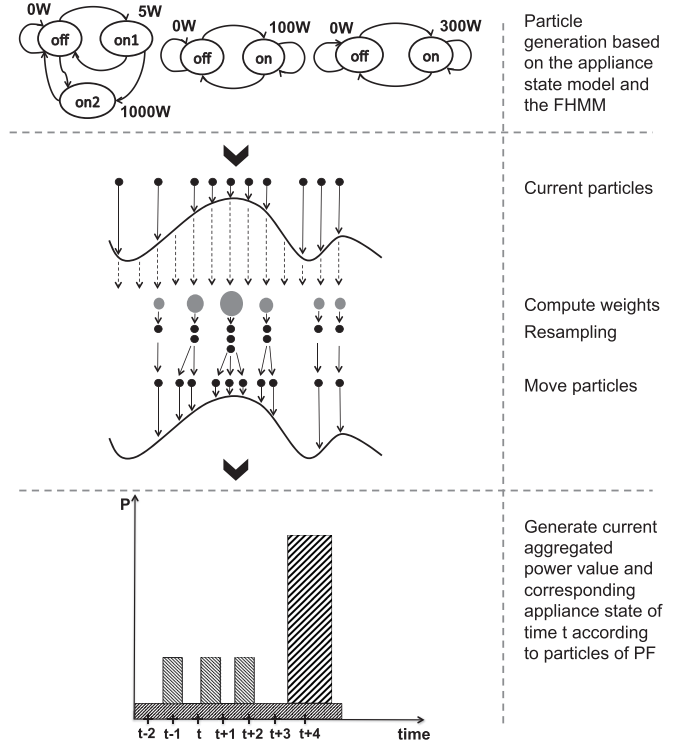 0W
5W
off
on1
on2
1000W
0W
100W
off
on
0W
300W
off
on
Particle
generation based
on the appliance
state model and
the FHMM
Current particles
Compute weights
Resampling
Move particles
P
t-2 t-1 t t+1 t+2 t+3 t+4 time
Generate current
aggregated
power value and
corresponding
appliance state of
time t according
to particles of PF